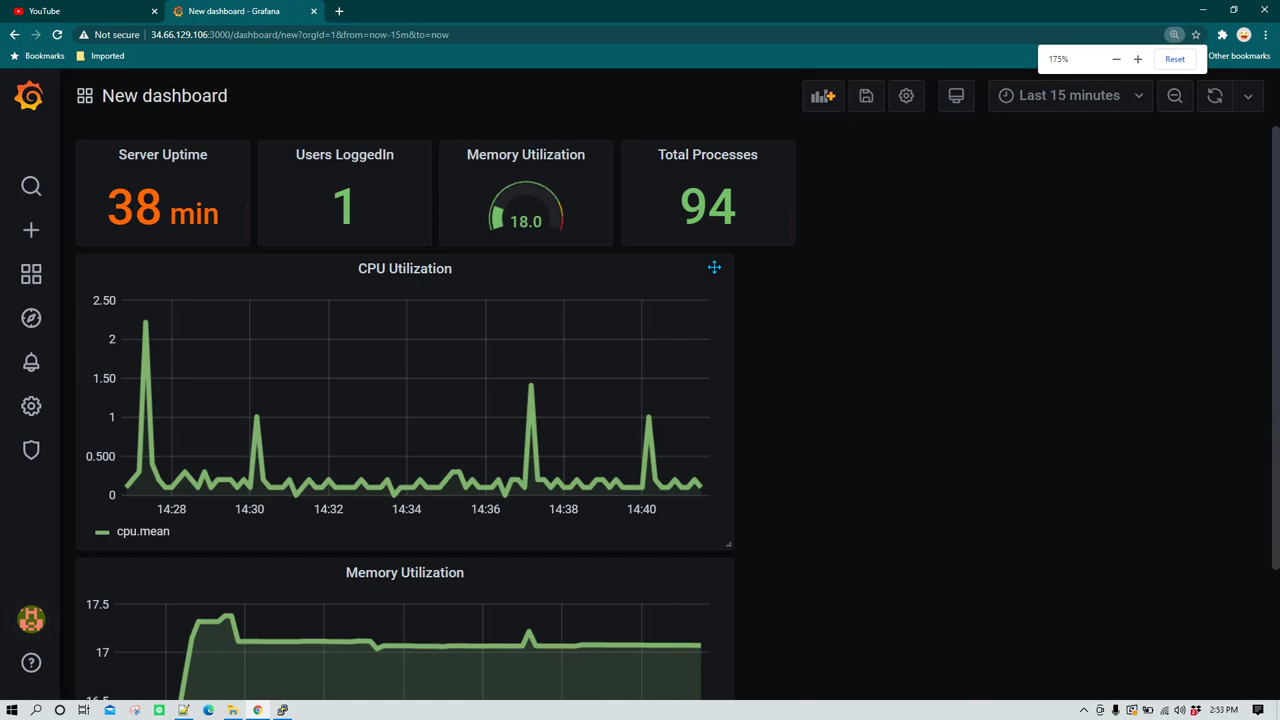 YouTube
New dashboard - Grafana
Not secure
34.66.129.106:3000/dashboard/new?orgId=1&from=now-15m&to=now
Bookmarks
Imported
Other bookmarks
175%
Reset
New dashboard
Last 15 minutes
Server Uptime
Users LoggedIn
Memory Utilization
Total Processes
38 min
1
18.0
94
CPU Utilization
2.50
2
1.50
1
0.500
0
14:28
14:30
14:32
14:34
14:36
14:38
14:40
cpu.mean
Memory Utilization
17.5
17
16.5
2:53 PM